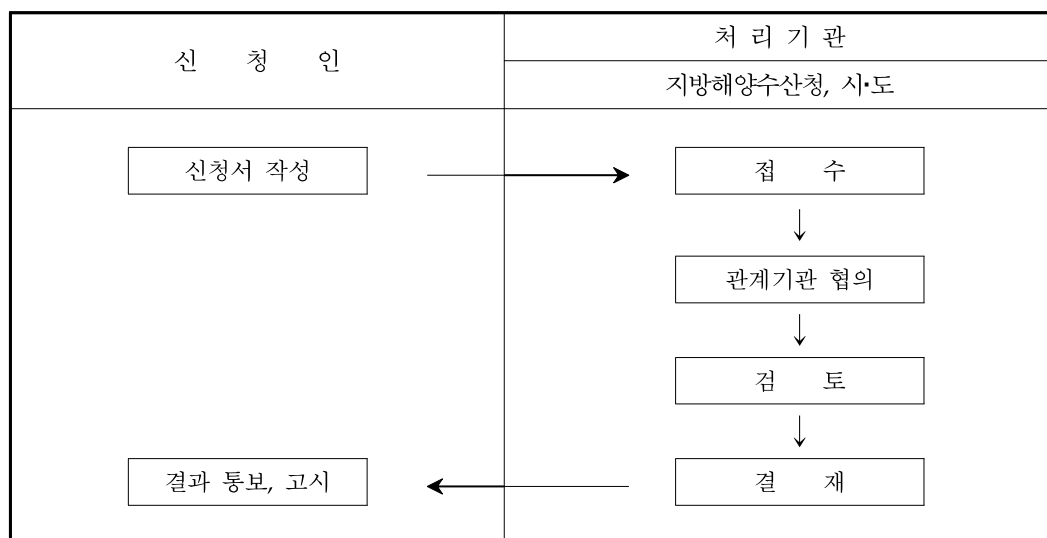 신 청 인
처 리 기 관
지방해양수산청, 시·도
신청서 작성
접 수
관계기관 협의
검 토
결과 통보, 고시
결 재